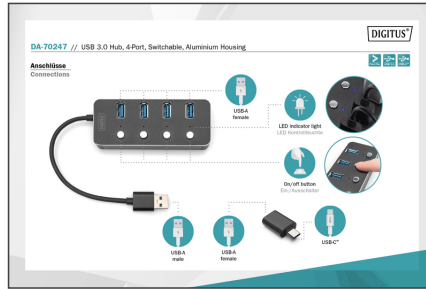 DIGITUS®
DA-70247 // USB 3.0 Hub, 4-Port, Switchable, Aluminium Housing
Anschlüsse
Connections
USB-A
female
LED indicator light
LED Kontrollleuchte
On/off button
Ein-/Ausschalter
USB-A
male
USB-A
female
USB-C™